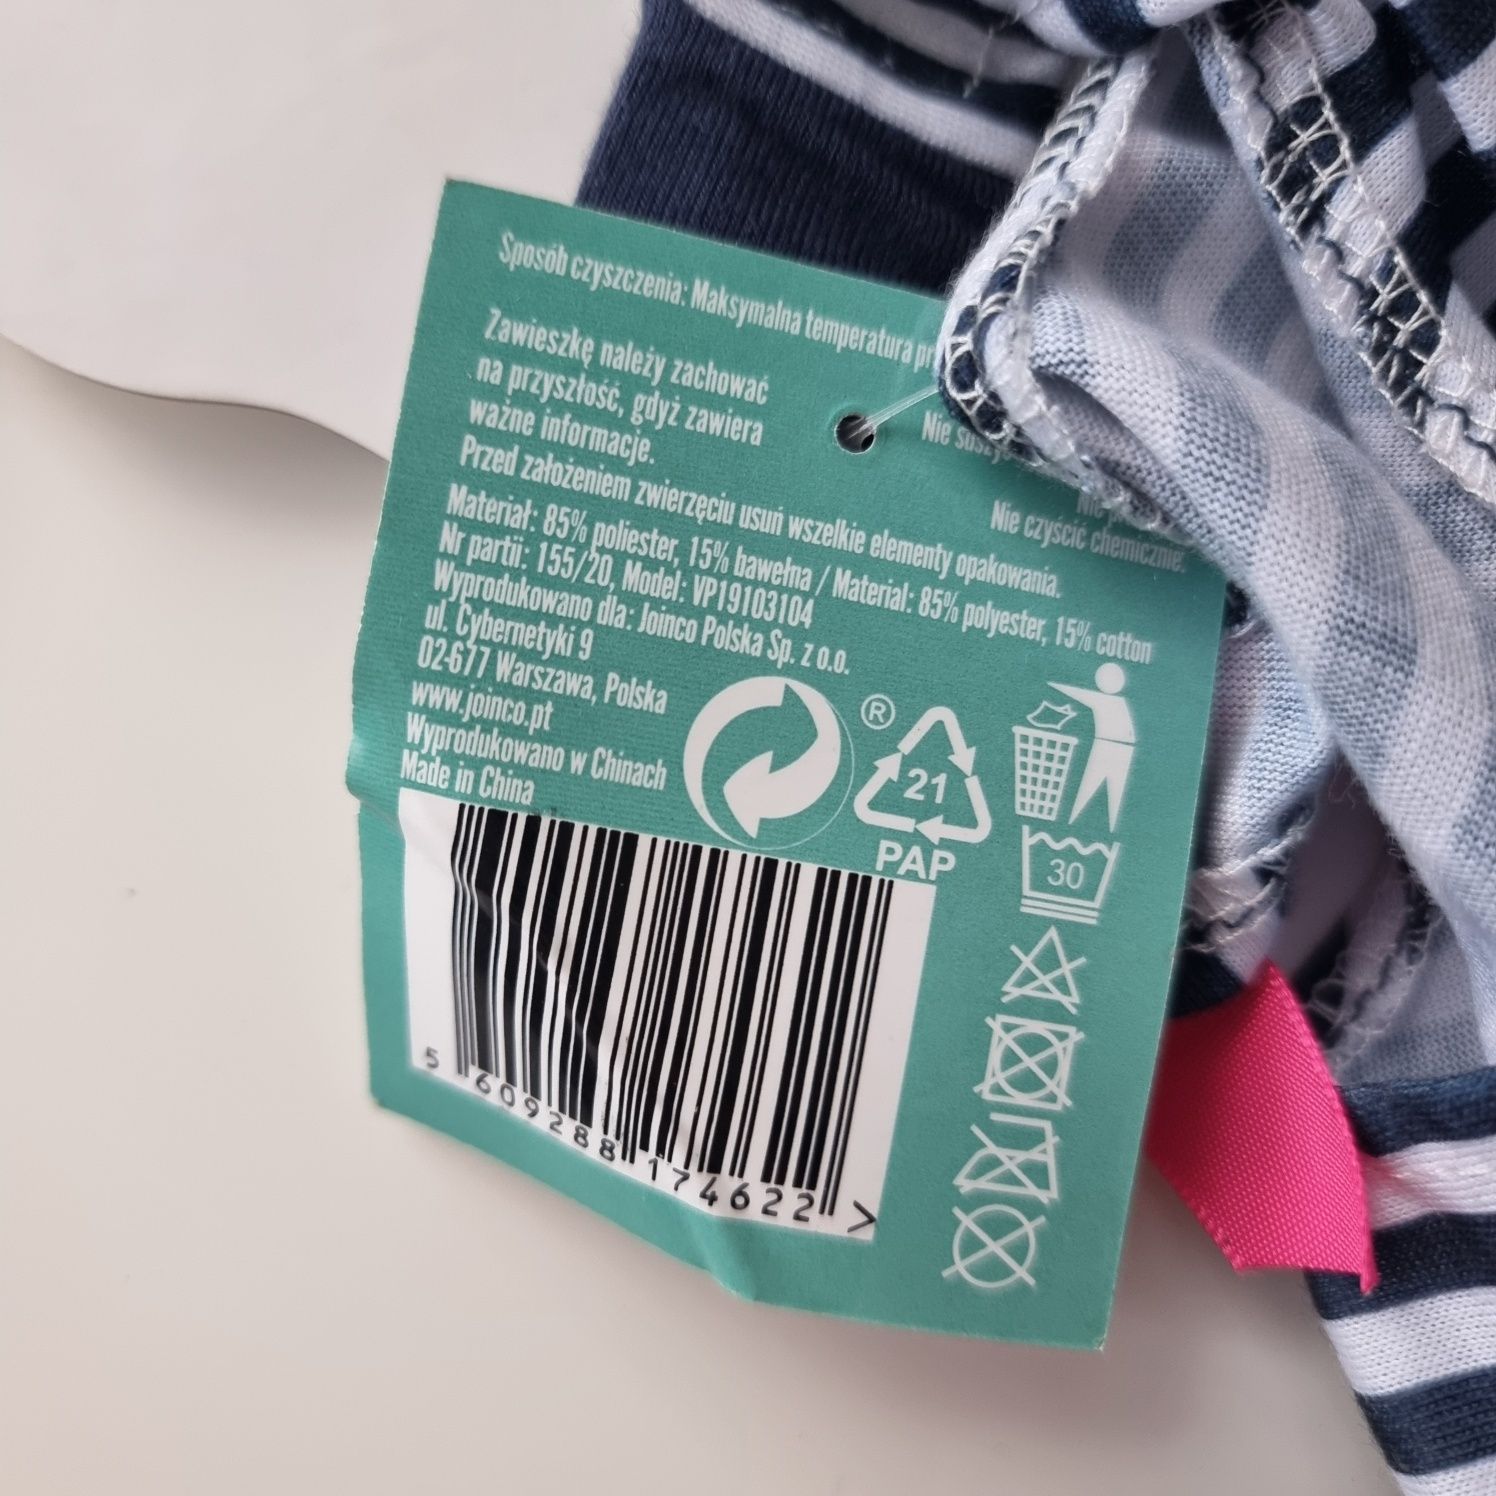 Sposób czyszczenia: Maksymalna temperatura
Zawieszkę należy zachować
na przyszłość, gdyż zawiera
ważne informacje.
Nie
Nie czyścić chemicznie.
Przed założeniem zwierzęciu usuń wszelkie elementy opakowania.
Materiał: 85% poliester, 15% bawełna / Material: 85% polyester, 15% cotton
Nr partii: 155/20, Model: VP19103104
Wyprodukowano dla: Joinco Polska Sp. z o.o.
ul. Cybernetyki 9
02-677 Warszawa, Polska
www.joinco.pt
Wyprodukowano w Chinach
Made in China
®
21
PAP
30
5 609288 174622 >